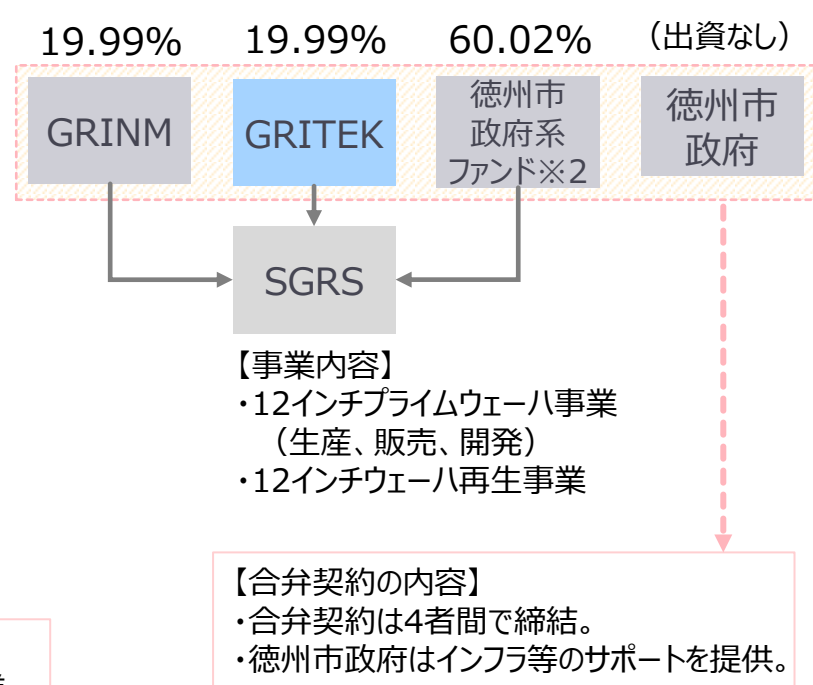 19.99% 19.99% 60.02% （出資なし）
GRINM
GRITEK
徳州市
政府系
ファンド※2
徳州市
政府
SGRS
【事業内容】
・12インチプライムウェーハ事業
（生産、販売、開発）
・12インチウェーハ再生事業
【合弁契約の内容】
・合弁契約は4者間で締結。
・徳州市政府はインフラ等のサポートを提供。